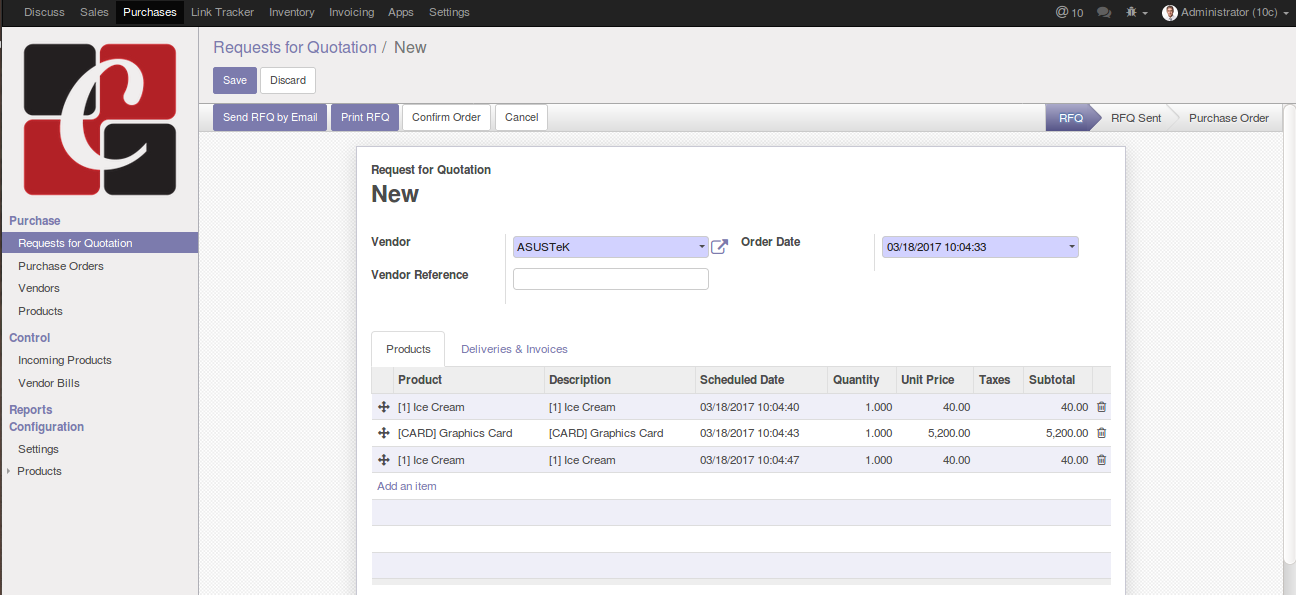 Discuss Sales Purchases Link Tracker Inventory Invoicing Apps Settings @ 10 Administrator (10c)
C
Requests for Quotation / New
Save Discard
Send RFQ by Email Print RFQ Confirm Order Cancel RFQ RFQ Sent Purchase Order
Purchase
Requests for Quotation
Purchase Orders
Vendors
Products
Control
Incoming Products
Vendor Bills
Reports
Configuration
Settings
Products
Request for Quotation
New
Vendor ASUSTeK Order Date 03/18/2017 10:04:33
Vendor Reference
Products Deliveries & Invoices
Product Description Scheduled Date Quantity Unit Price Taxes Subtotal
[1] Ice Cream [1] Ice Cream 03/18/2017 10:04:40 1.000 40.00 40.00
[CARD] Graphics Card [CARD] Graphics Card 03/18/2017 10:04:43 1.000 5,200.00 5,200.00
[1] Ice Cream [1] Ice Cream 03/18/2017 10:04:47 1.000 40.00 40.00
Add an item